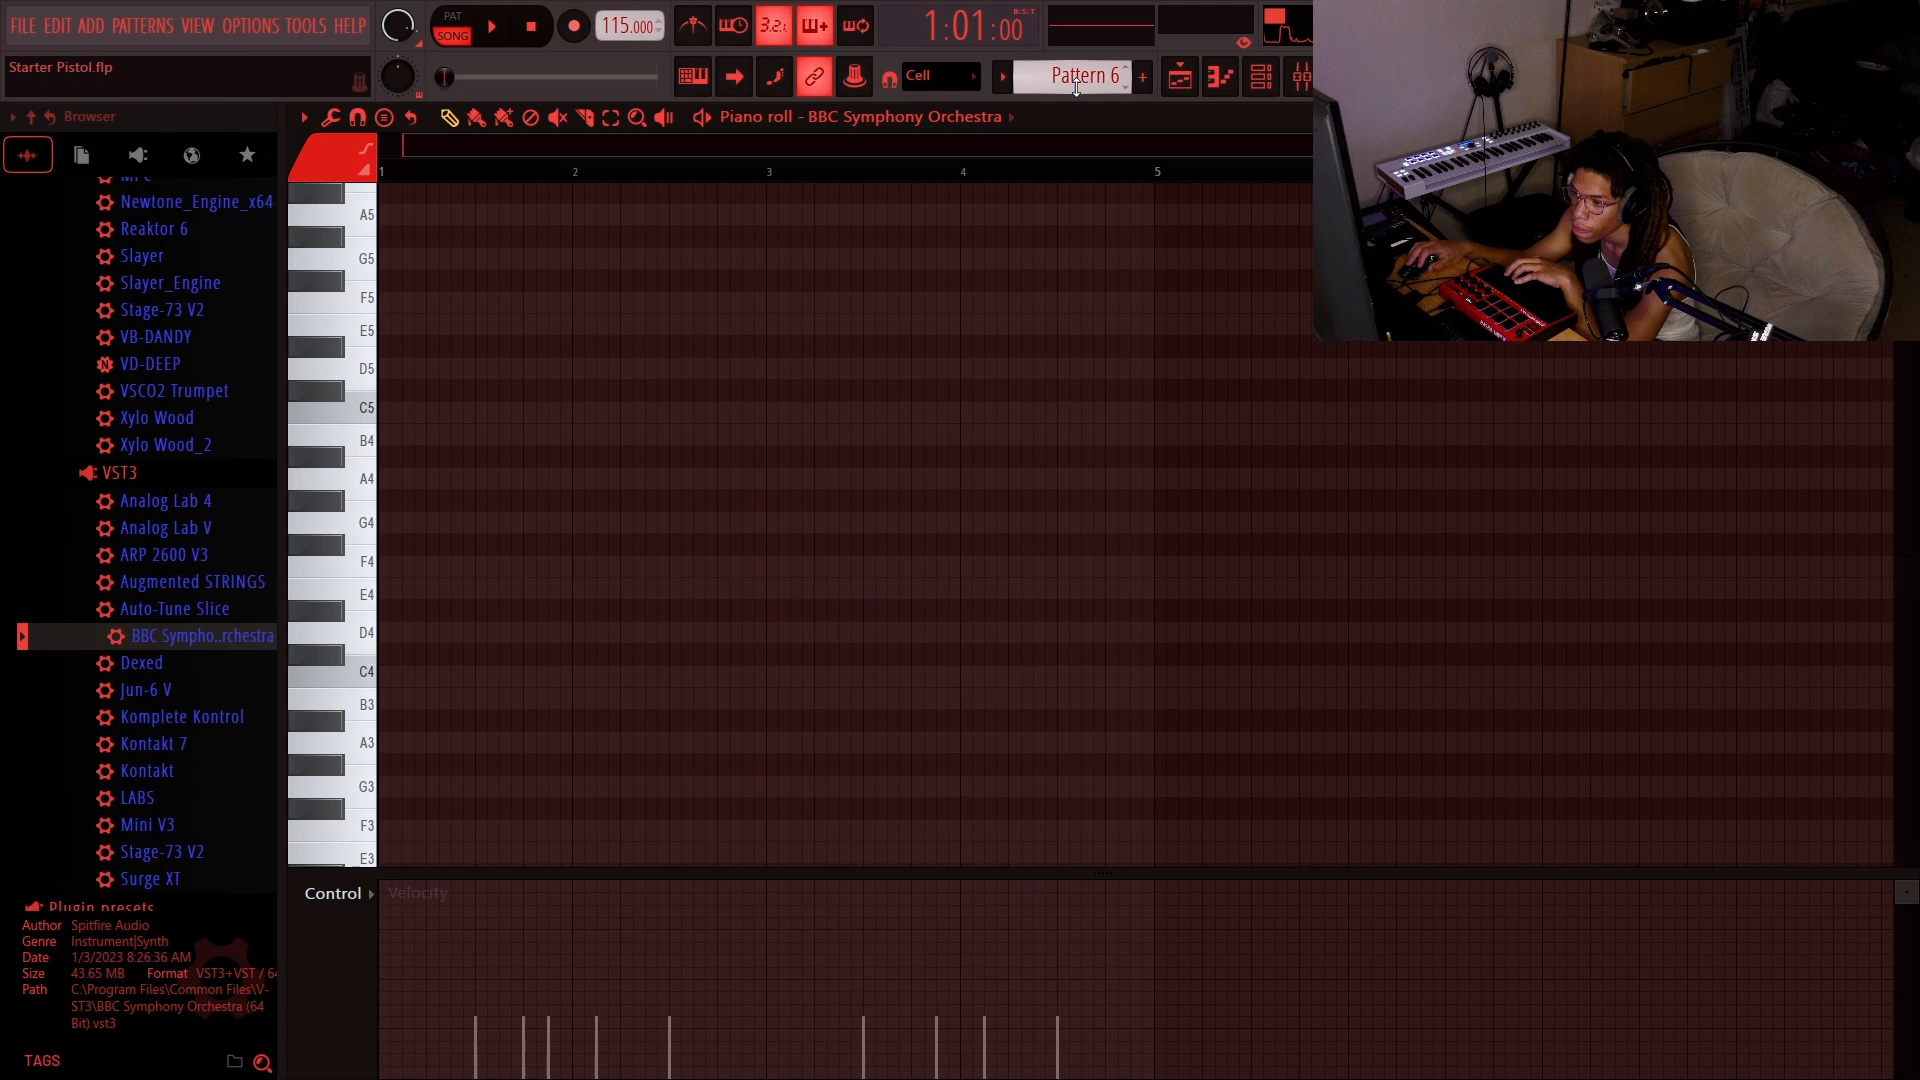 FILE EDIT ADD PATTERNS VIEW OPTIONS TOOLS HELP
PAT
SONG
115.000
3.2.
1:01:00
B:S:T
Starter Pistol.flp
Cell
Pattern 6
Browser
Piano roll - BBC Symphony Orchestra
1 2 3 4 5
Newtone_Engine_x64
Reaktor 6
Slayer
Slayer_Engine
Stage-73 V2
VB-DANDY
VD-DEEP
VSCO2 Trumpet
Xylo Wood
Xylo Wood_2
VST3
Analog Lab 4
Analog Lab V
ARP 2600 V3
Augmented STRINGS
Auto-Tune Slice
BBC Sympho..rchestra
Dexed
Jun-6 V
Komplete Kontrol
Kontakt 7
Kontakt
LABS
Mini V3
Stage-73 V2
Surge XT
Plugin presets
Author Spitfire Audio
Genre Instrument|Synth
Date 1/3/2023 8:26:36 AM
Size 43.65 MB Format VST3+VST / 64
Path C:\Program Files\Common Files\V-
ST3\BBC Symphony Orchestra (64
Bit).vst3
TAGS
A5
G5
F5
E5
D5
C5
B4
A4
G4
F4
E4
D4
C4
B3
A3
G3
F3
E3
Control
Velocity